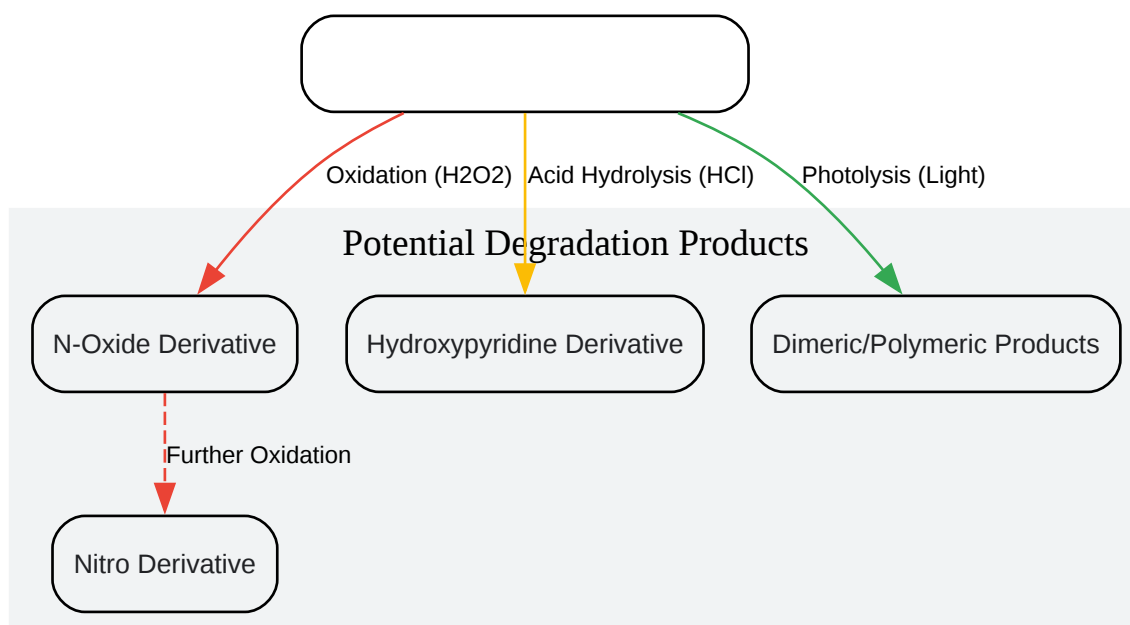 Oxidation (H2O2)
Acid Hydrolysis (HCl)
Photolysis (Light)
Potential Degradation Products
N-Oxide Derivative
Hydroxypyridine Derivative
Dimeric/Polymeric Products
Further Oxidation
Nitro Derivative